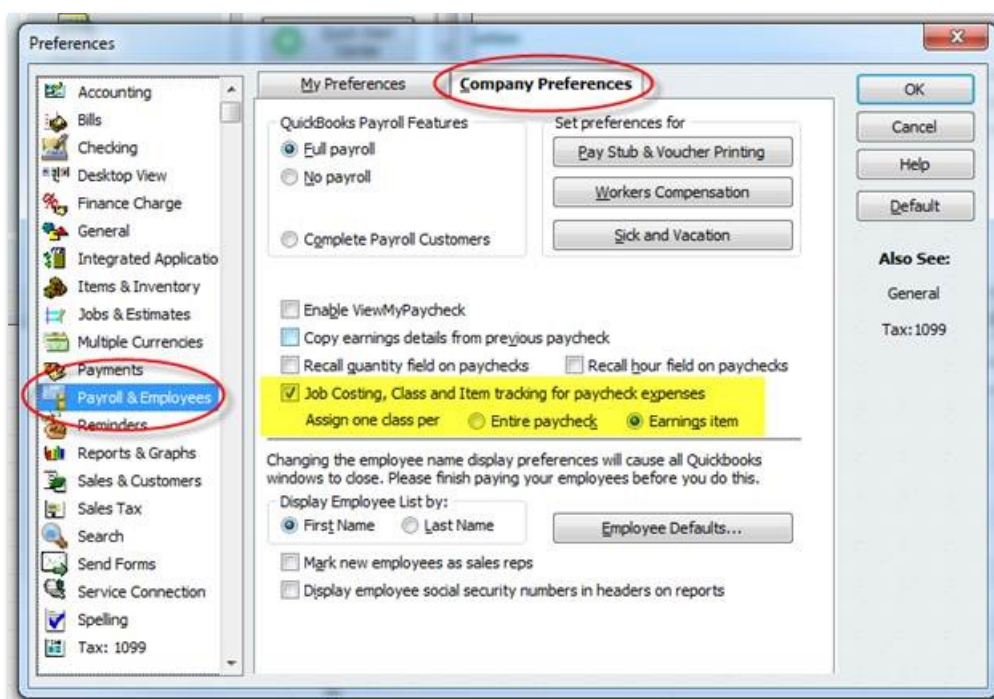 Preferences
Accounting
Bills
Checking
Desktop View
Finance Charge
General
Integrated Applicatio
Items & Inventory
Jobs & Estimates
Multiple Currencies
Payments
Payroll & Employees
Reminders
Reports & Graphs
Sales & Customers
Sales Tax
Search
Send Forms
Service Connection
Spelling
Tax: 1099
My Preferences
Company Preferences
QuickBooks Payroll Features
Full payroll
No payroll
Complete Payroll Customers
Set preferences for
Pay Stub & Voucher Printing
Workers Compensation
Sick and Vacation
Enable ViewMyPaycheck
Copy earnings details from previous paycheck
Recall quantity field on paychecks Recall hour field on paychecks
Job Costing, Class and Item tracking for paycheck expenses
Assign one class per Entire paycheck Earnings item
Changing the employee name display preferences will cause all Quickbooks
windows to close. Please finish paying your employees before you do this.
Display Employee List by:
First Name Last Name
Employee Defaults...
Mark new employees as sales reps
Display employee social security numbers in headers on reports
OK
Cancel
Help
Default
Also See:
General
Tax:1099